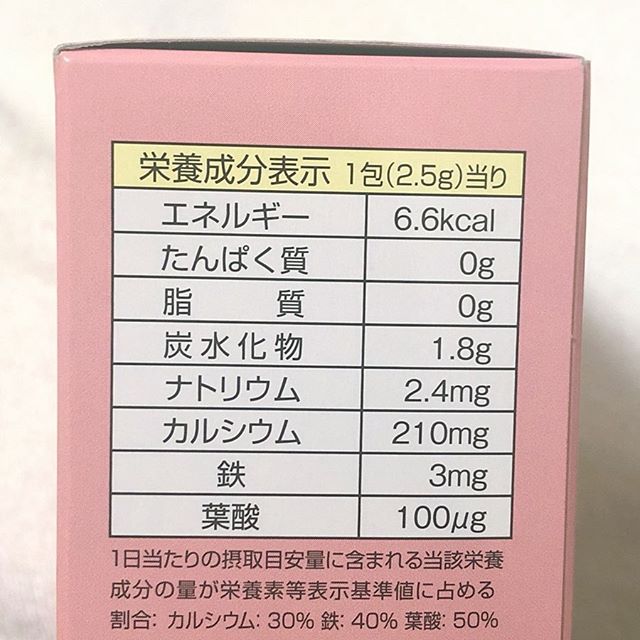 栄養成分表示 1包(2.5g)当り
エネルギー 6.6kcal
たんぱく質 0g
脂質 0g
炭水化物 1.8g
ナトリウム 2.4mg
カルシウム 210mg
鉄 3mg
葉酸 100μg
1日当たりの摂取目安量に含まれる当該栄養
成分の量が栄養素等表示基準値に占める
割合: カルシウム: 30% 鉄: 40% 葉酸: 50%